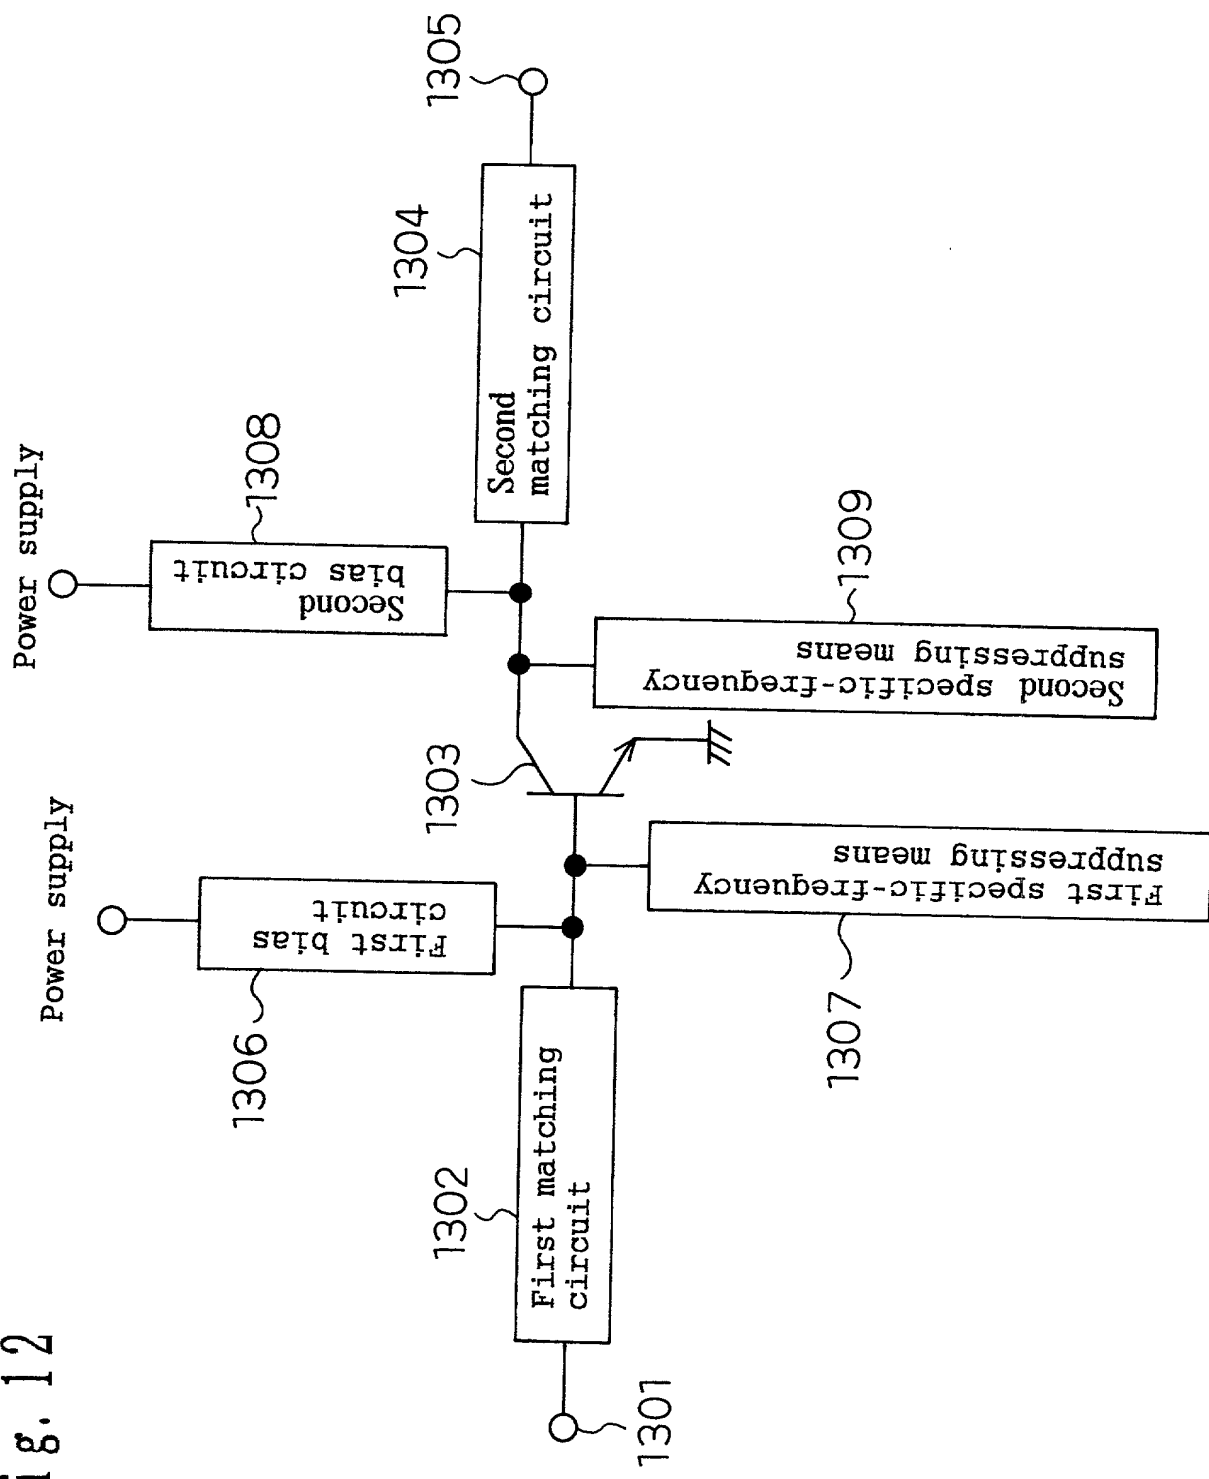 ig. 12
Power supply
Power supply
1308
Second
bias circuit
1306
First bias
circuit
1305
1304
Second
matching circuit
1303
1302
First matching
circuit
1301
1309
Second specific-frequency
suppressing means
1307
First specific-frequency
suppressing means